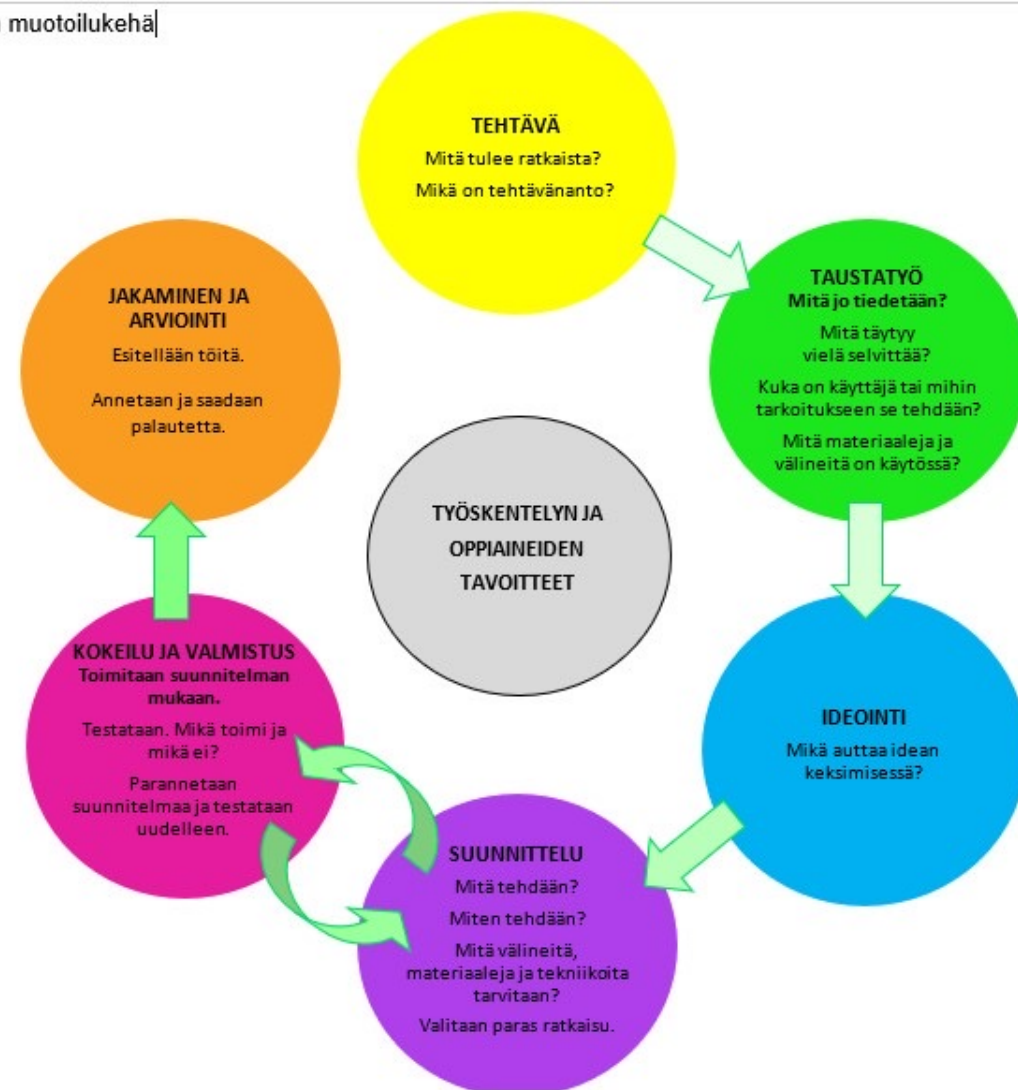 muotoilukehä
TEHTÄVÄ
Mitä tulee ratkaista?
Mikä on tehtävänanto?
TAUSTATYÖ
Mitä jo tiedetään?
Mitä täytyy
vielä selvittää?
Kuka on käyttäjä tai mihin
tarkoitukseen se tehdään?
Mitä materiaaleja ja
välineitä on käytössä?
IDEOINTI
Mikä auttaa idean
keksimisessä?
SUUNNITTELU
Mitä tehdään?
Miten tehdään?
Mitä välineitä,
materiaaleja ja tekniikoita
tarvitaan?
Valitaan paras ratkaisu.
KOKEILU JA VALMISTUS
Toimitaan suunnitelman
mukaan.
Testataan. Mikä toimi ja
mikä ei?
Parannetaan
suunnitelmaa ja testataan
uudelleen.
JAKAMINEN JA
ARVIOINTI
Esitellään töitä.
Annetaan ja saadaan
palautetta.
TYÖSKENTELYN JA
OPPIAINEIDEN
TAVOITTEET